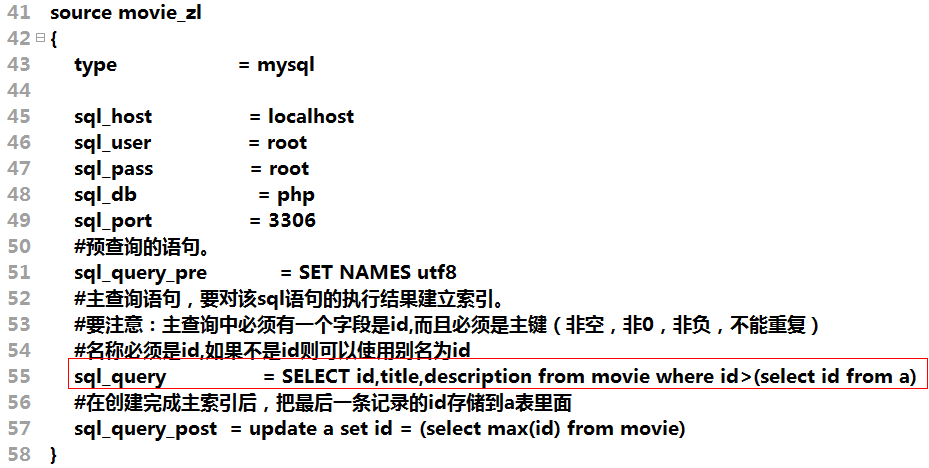 41 source movie_zl
42 {
43 type = mysql
44
45 sql_host = localhost
46 sql_user = root
47 sql_pass = root
48 sql_db = php
49 sql_port = 3306
50 #预查询的语句。
51 sql_query_pre = SET NAMES utf8
52 #主查询语句，要对该sql语句的执行结果建立索引。
53 #要注意：主查询中必须有一个字段是id,而且必须是主键（非空，非0，非负，不能重复）
54 #名称必须是id,如果不是id则可以使用别名为id
55 sql_query = SELECT id,title,description from movie where id>(select id from a)
56 #在创建完成主索引后，把最后一条记录的id存储到a表里面
57 sql_query_post = update a set id = (select max(id) from movie)
58 }